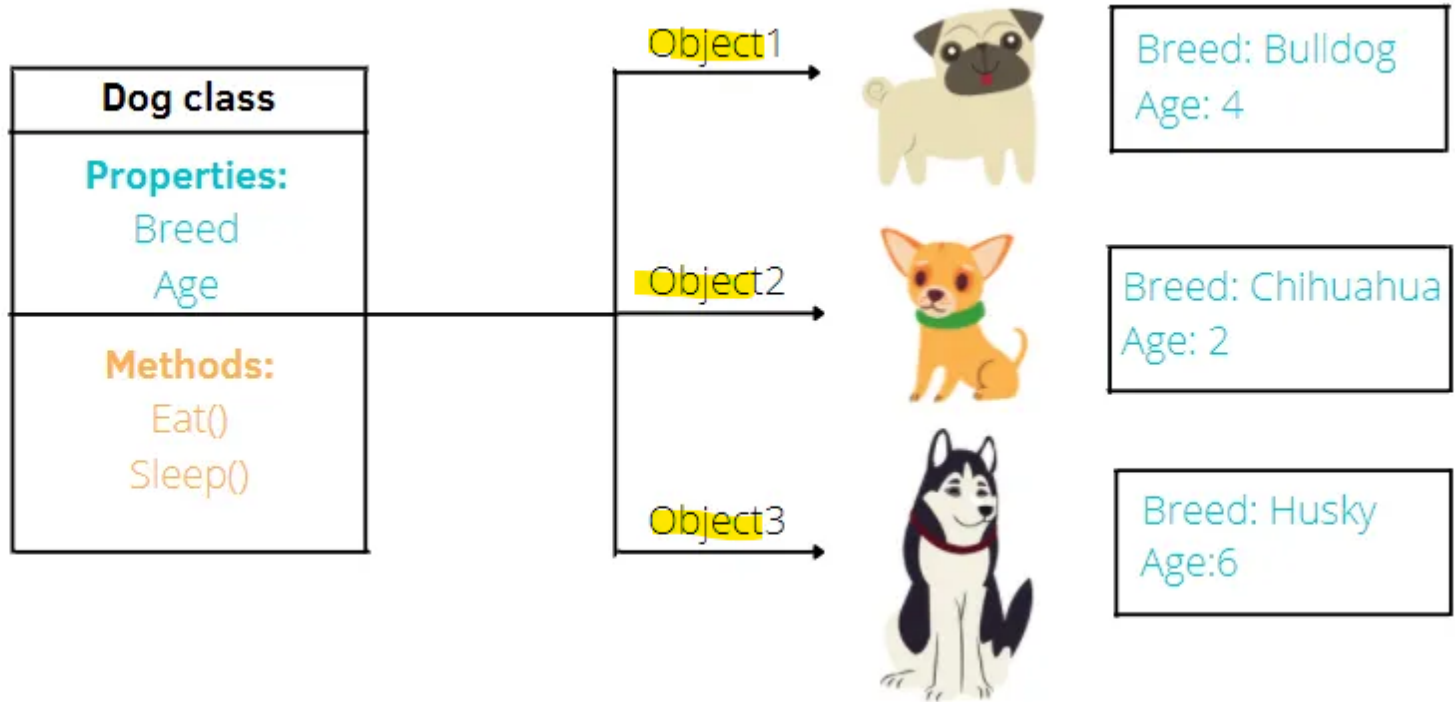 Dog class
Properties:
Breed
Age
Methods:
Eat()
Sleep()
Object1
Breed: Bulldog
Age: 4
Object2
Breed: Chihuahua
Age: 2
Object3
Breed: Husky
Age:6